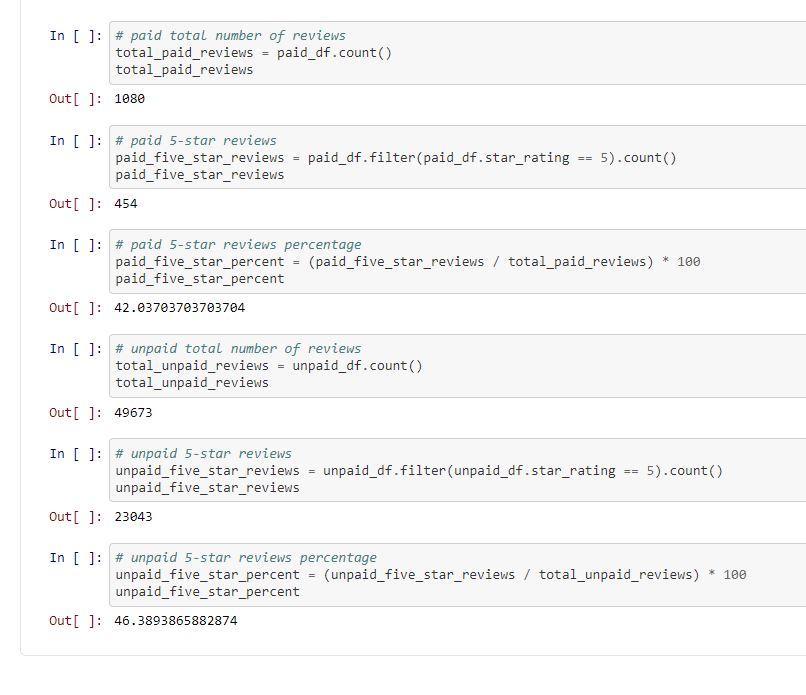 In [ ]: # paid total number of reviews
total_paid_reviews = paid_df.count()
total_paid_reviews
Out[ ]: 1080
In [ ]: # paid 5-star reviews
paid_five_star_reviews = paid_df.filter(paid_df.star_rating == 5).count()
paid_five_star_reviews
Out[ ]: 454
In [ ]: # paid 5-star reviews percentage
paid_five_star_percent = (paid_five_star_reviews / total_paid_reviews) * 100
paid_five_star_percent
Out[ ]: 42.03703703703704
In [ ]: # unpaid total number of reviews
total_unpaid_reviews = unpaid_df.count()
total_unpaid_reviews
Out[ ]: 49673
In [ ]: # unpaid 5-star reviews
unpaid_five_star_reviews = unpaid_df.filter(unpaid_df.star_rating == 5).count()
unpaid_five_star_reviews
Out[ ]: 23043
In [ ]: # unpaid 5-star reviews percentage
unpaid_five_star_percent = (unpaid_five_star_reviews / total_unpaid_reviews) * 100
unpaid_five_star_percent
Out[ ]: 46.3893865882874